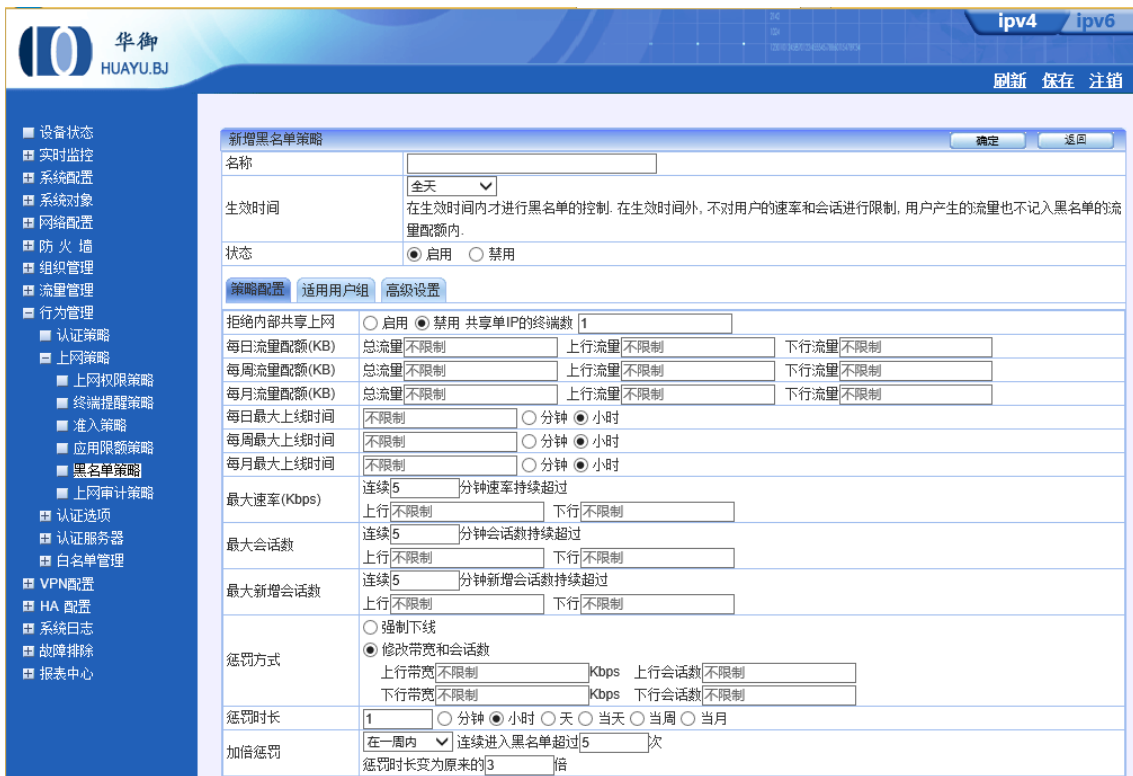 ipv4 ipv6
华御
HUAYU.BJ
刷新 保存 注销
设备状态
实时监控
系统配置
系统对象
网络配置
防 火 墙
组织管理
流量管理
行为管理
认证策略
上网策略
上网权限策略
终端提醒策略
准入策略
应用限额策略
黑名单策略
上网审计策略
认证选项
认证服务器
白名单管理
VPN配置
HA 配置
系统日志
故障排除
报表中心
新增黑名单策略 确定 返回
名称
生效时间 全天
在生效时间内才进行黑名单的控制. 在生效时间外, 不对用户的速率和会话进行限制, 用户产生的流量也不记入黑名单的流
量配额内.
状态 启用 禁用
策略配置 适用用户组 高级设置
拒绝内部共享上网 启用 禁用 共享单IP的终端数 1
每日流量配额(KB) 总流量 不限制 上行流量 不限制 下行流量 不限制
每周流量配额(KB) 总流量 不限制 上行流量 不限制 下行流量 不限制
每月流量配额(KB) 总流量 不限制 上行流量 不限制 下行流量 不限制
每日最大上线时间 不限制 分钟 小时
每周最大上线时间 不限制 分钟 小时
每月最大上线时间 不限制 分钟 小时
最大速率(Kbps) 连续 5 分钟速率持续超过
上行 不限制 下行 不限制
最大会话数 连续 5 分钟会话数持续超过
上行 不限制 下行 不限制
最大新增会话数 连续 5 分钟新增会话数持续超过
上行 不限制 下行 不限制
惩罚方式 强制下线
修改带宽和会话数
上行带宽 不限制 Kbps 上行会话数 不限制
下行带宽 不限制 Kbps 下行会话数 不限制
惩罚时长 1 分钟 小时 天 当天 当周 当月
加倍惩罚 在一周内 连续进入黑名单超过 5 次
惩罚时长变为原来的 3 倍